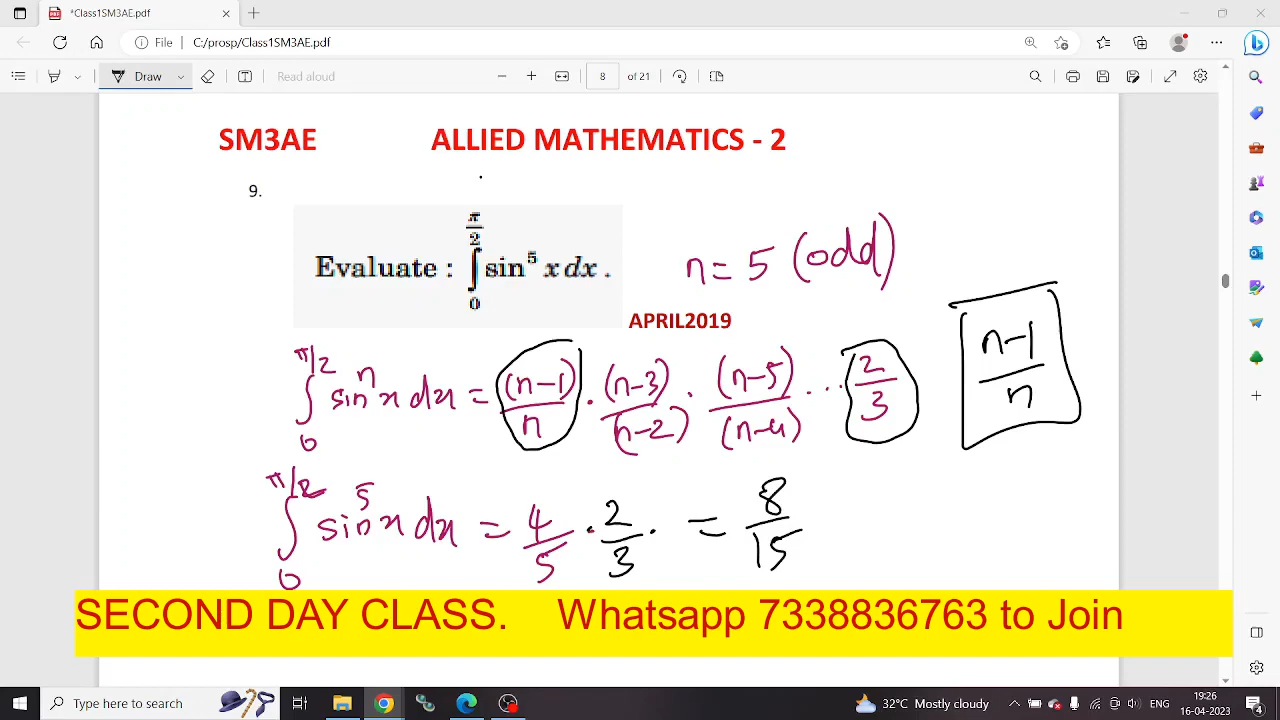 *Class1SM3AE.pdf
File C:/prosp/Class1SM3AE.pdf
Draw Read aloud 8 of 21
SM3AE ALLIED MATHEMATICS - 2
9.
Evaluate : ∫₀^(π/2) sin⁵ x dx .
n = 5 (odd)
APRIL2019
∫₀^(π/2) sinⁿx dx = (n-1)/n · (n-3)/(n-2) · (n-5)/(n-4) ... 2/3
n-1/n
∫₀^(π/2) sin⁵x dx = 4/5 · 2/3 · = 8/15
SECOND DAY CLASS. Whatsapp 7338836763 to Join
Type here to search
32°C Mostly cloudy
ENG
19:26
16-04-2023
4